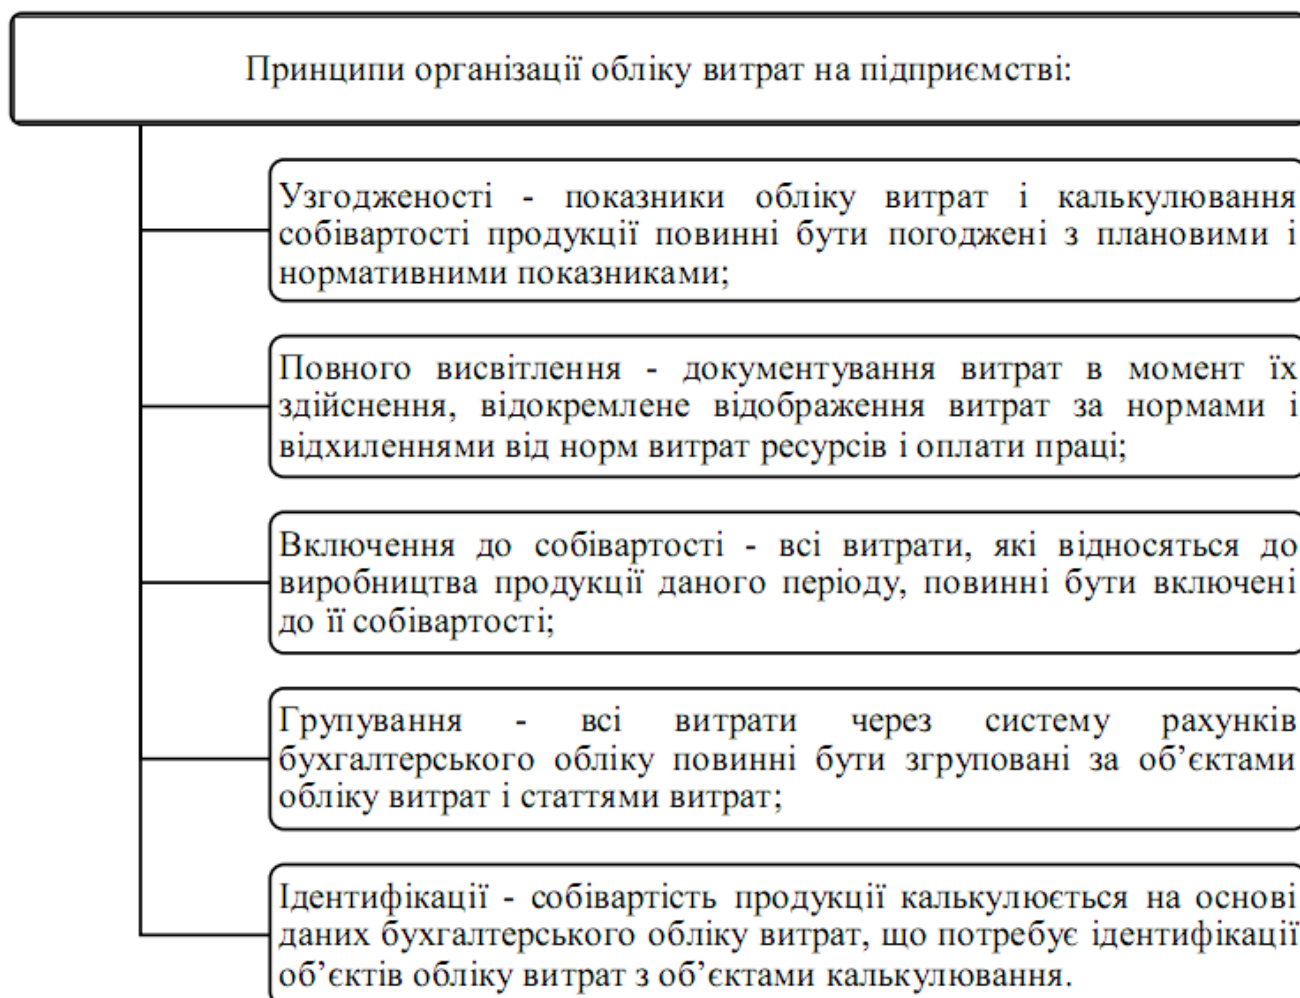 Принципи організації обліку витрат на підприємстві:
Узгодженості - показники обліку витрат і калькулювання
собівартості продукції повинні бути погоджені з плановими і
нормативними показниками;
Повного висвітлення - документування витрат в момент їх
здійснення, відокремлене відображення витрат за нормами і
відхиленнями від норм витрат ресурсів і оплати праці;
Включення до собівартості - всі витрати, які відносяться до
виробництва продукції даного періоду, повинні бути включені
до її собівартості;
Групування - всі витрати через систему рахунків
бухгалтерського обліку повинні бути згруповані за об’єктами
обліку витрат і статтями витрат;
Ідентифікації - собівартість продукції калькулюється на основі
даних бухгалтерського обліку витрат, що потребує ідентифікації
об’єктів обліку витрат з об’єктами калькулювання.